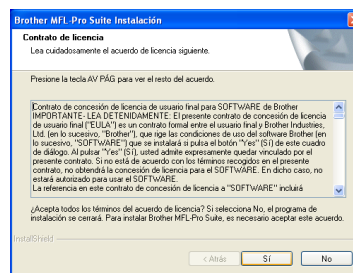 Brother MFL-Pro Suite Instalación
Contrato de licencia
Lea cuidadosamente el acuerdo de licencia siguiente.
Presione la tecla AV PÁG para ver el resto del acuerdo.
Contrato de concesión de licencia de usuario final para SOFTWARE de Brother
IMPORTANTE- LEA DETENIDAMENTE: El presente contrato de concesión de licencia
de usuario final ("EULA") es un contrato formal entre el usuario final y Brother Industries,
Ltd. (en lo sucesivo, "Brother"), que rige las condiciones de uso del software Brother (en
lo sucesivo, "SOFTWARE") que se instalará si pulsa el botón "Yes" (Sí) de este cuadro
de diálogo. Al pulsar "Yes" (Sí), usted admite expresamente quedar vinculado por el
presente contrato. Si no está de acuerdo con los términos recogidos en el presente
contrato, no obtendrá la concesión de licencia para el SOFTWARE. En dicho caso, no
estará autorizado para usar el SOFTWARE.
La referencia en este contrato de concesión de licencia a "SOFTWARE" incluirá
¿Acepta todos los términos del acuerdo de licencia? Si selecciona No, el programa de
instalación se cerrará. Para instalar Brother MFL-Pro Suite, es necesario aceptar este acuerdo.
InstallShield
< Atrás Sí No